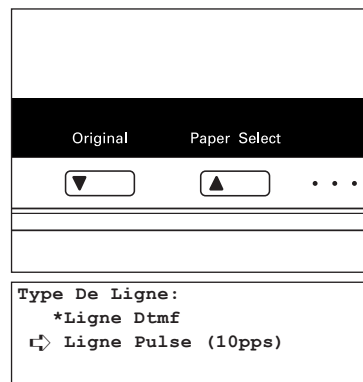 Original Paper Select
Type De Ligne:
*Ligne Dtmf
Ligne Pulse (10pps)